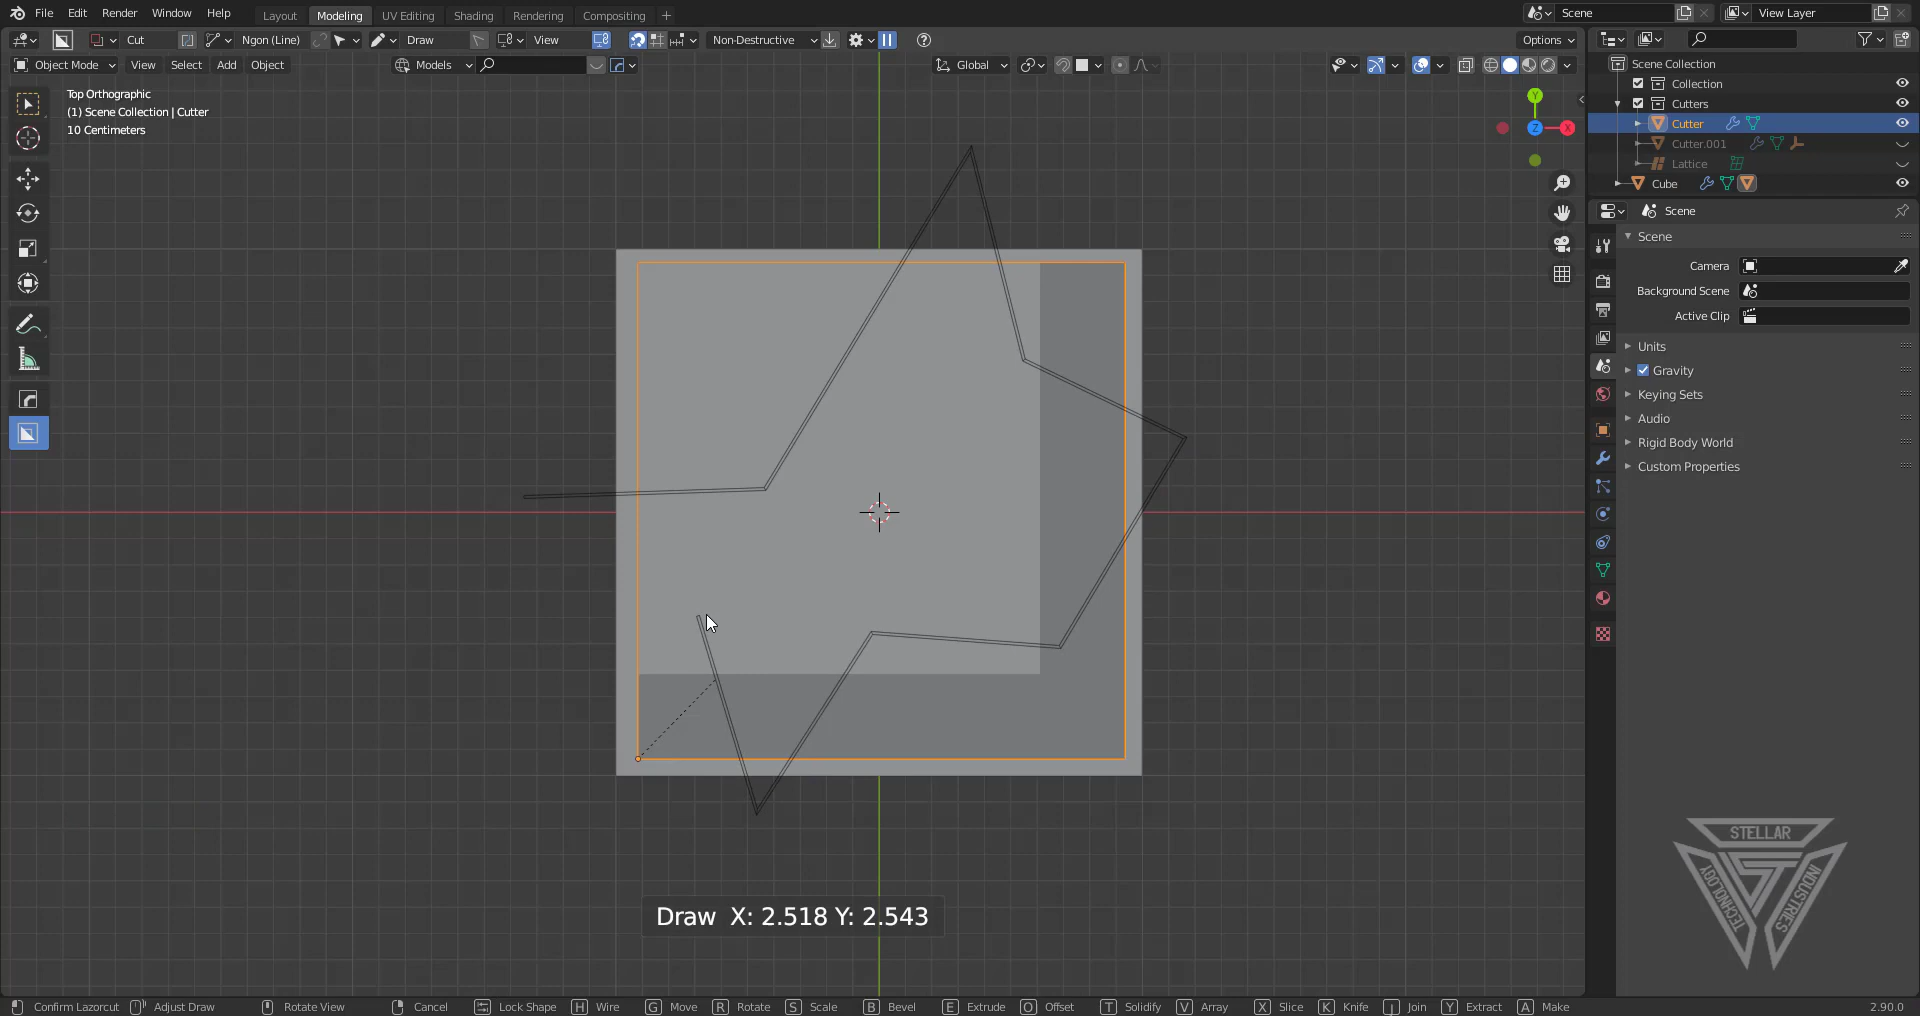 File Edit Render Window Help Layout Modeling UV Editing Shading Rendering Compositing + Scene View Layer
Cut Ngon (Line) Draw View Non-Destructive Options
Object Mode View Select Add Object Models Global
Top Orthographic
(1) Scene Collection | Cutter
10 Centimeters
Y
Z X
Scene Collection
Collection
Cutters
Cutter
Cutter.001
Lattice
Cube
Scene
Scene
Camera
Background Scene
Active Clip
Units
Gravity
Keying Sets
Audio
Rigid Body World
Custom Properties
STELLAR
TECHNOLOGY
INDUSTRIES
Draw X: 2.518 Y: 2.543
Confirm Lazorcut Adjust Draw Rotate View Cancel Lock Shape H Wire G Move R Rotate S Scale B Bevel E Extrude O Offset T Solidify V Array X Slice K Knife J Join Y Extract A Make 2.90.0